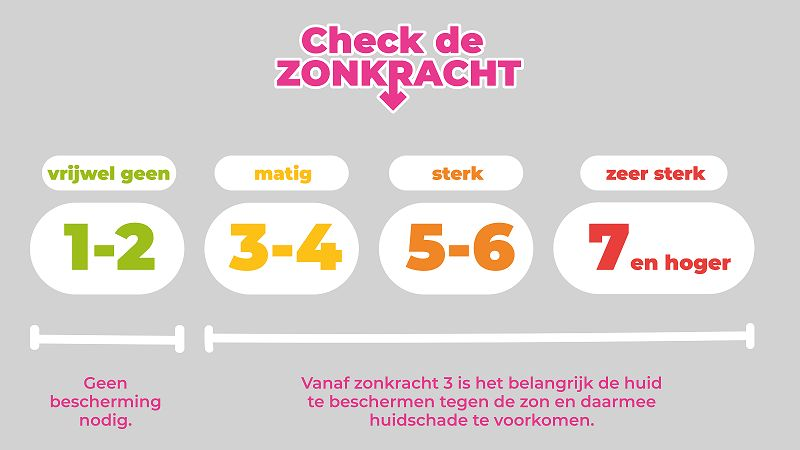 Check de
ZONKRACHT
vrijwel geen
matig
sterk
zeer sterk
1-2
3-4
5-6
7 en hoger
Geen
bescherming
nodig.
Vanaf zonkracht 3 is het belangrijk de huid
te beschermen tegen de zon en daarmee
huidschade te voorkomen.